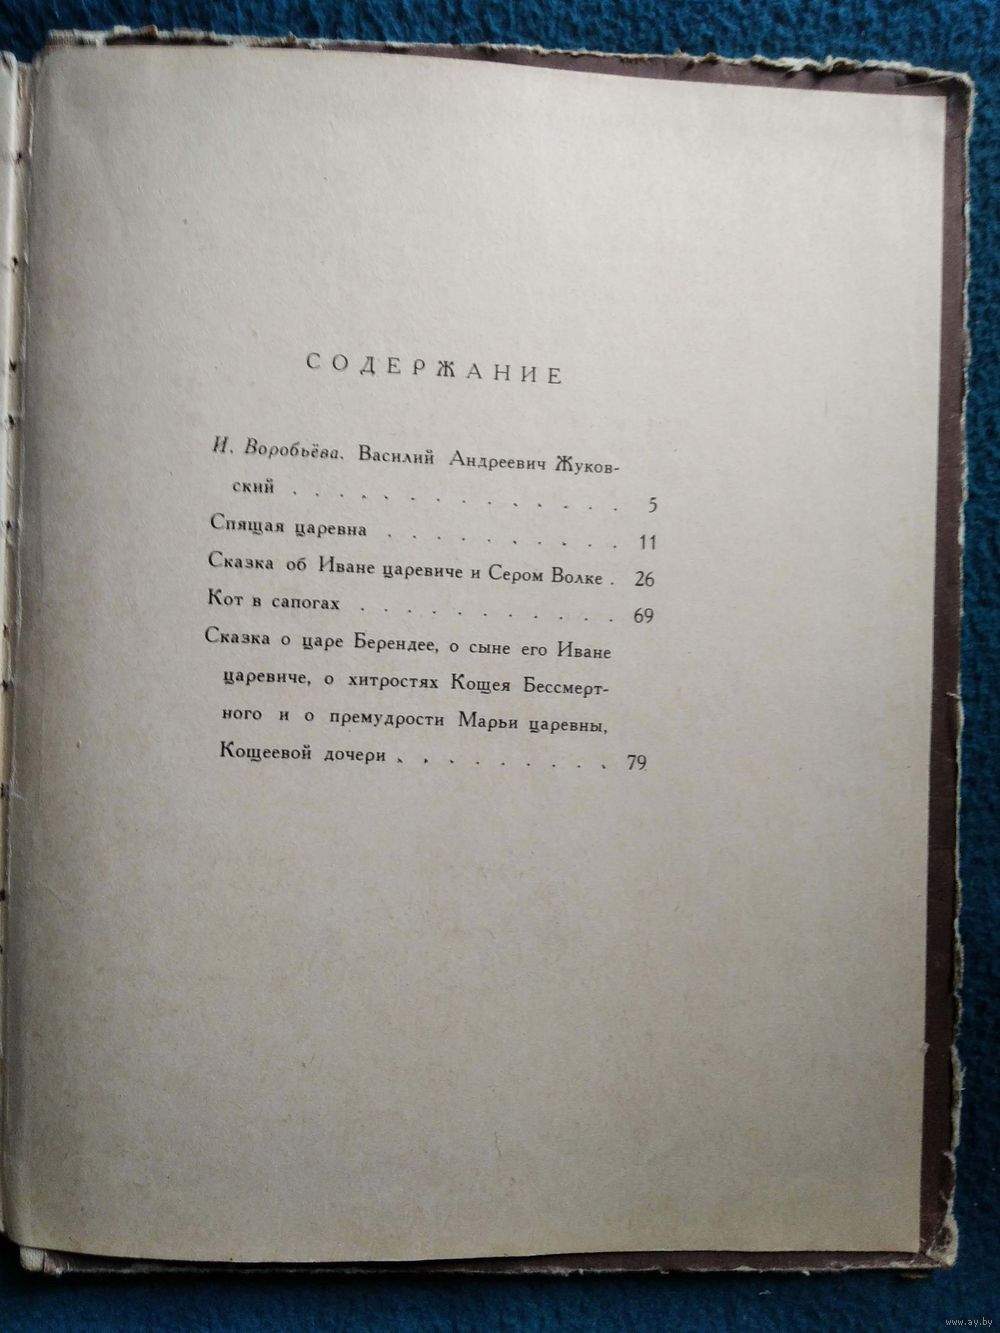 СОДЕРЖАНИЕ
И. Воробьёва. Василий Андреевич Жуков-
ский . . . . . . . . . . . . . . 5
Спящая царевна . . . . . . . . . . 11
Сказка об Иване царевиче и Сером Волке . 26
Кот в сапогах . . . . . . . . . . . 69
Сказка о царе Берендее, о сыне его Иване
царевиче, о хитростях Кощея Бессмерт-
ного и о премудрости Марьи царевны,
Кощеевой дочери . . . . . . . . . 79
www.ay.by